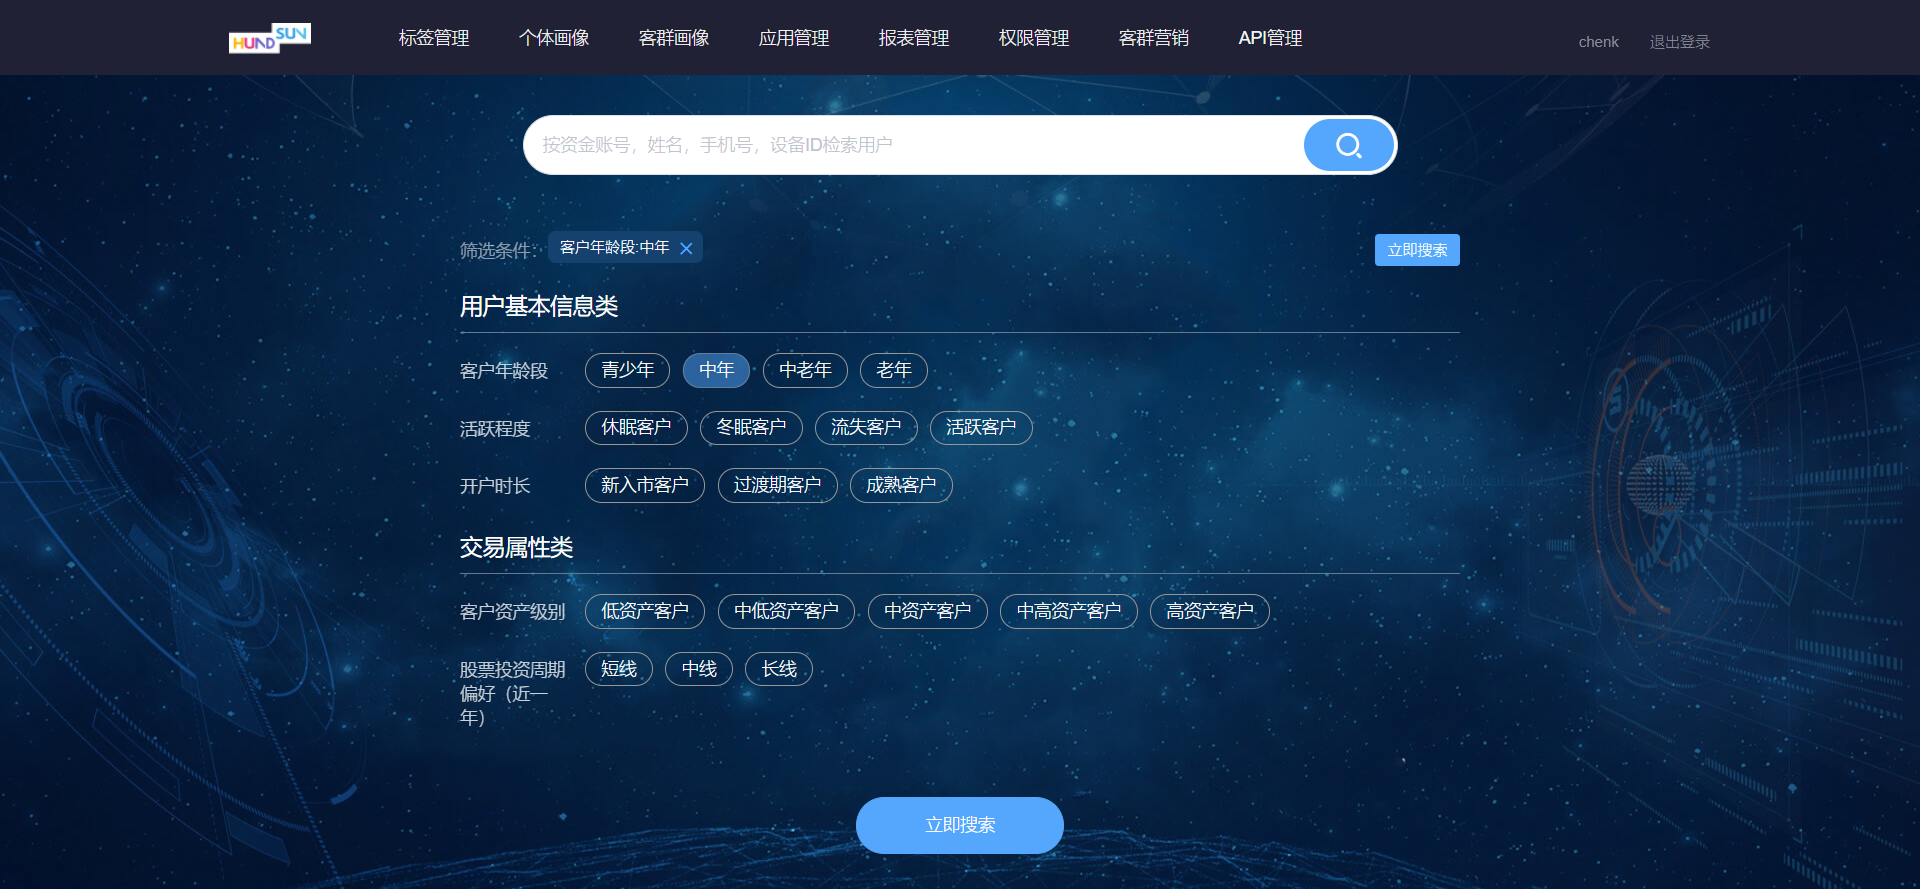 HUNDSUN
标签管理 个体画像 客群画像 应用管理 报表管理 权限管理 客群营销 API管理
chenk 退出登录
按资金账号，姓名，手机号，设备ID检索用户
筛选条件: 客户年龄段:中年
立即搜索
用户基本信息类
客户年龄段 青少年 中年 中老年 老年
活跃程度 休眠客户 冬眠客户 流失客户 活跃客户
开户时长 新入市客户 过渡期客户 成熟客户
交易属性类
客户资产级别 低资产客户 中低资产客户 中资产客户 中高资产客户 高资产客户
股票投资周期 短线 中线 长线
偏好（近一
年）
立即搜索